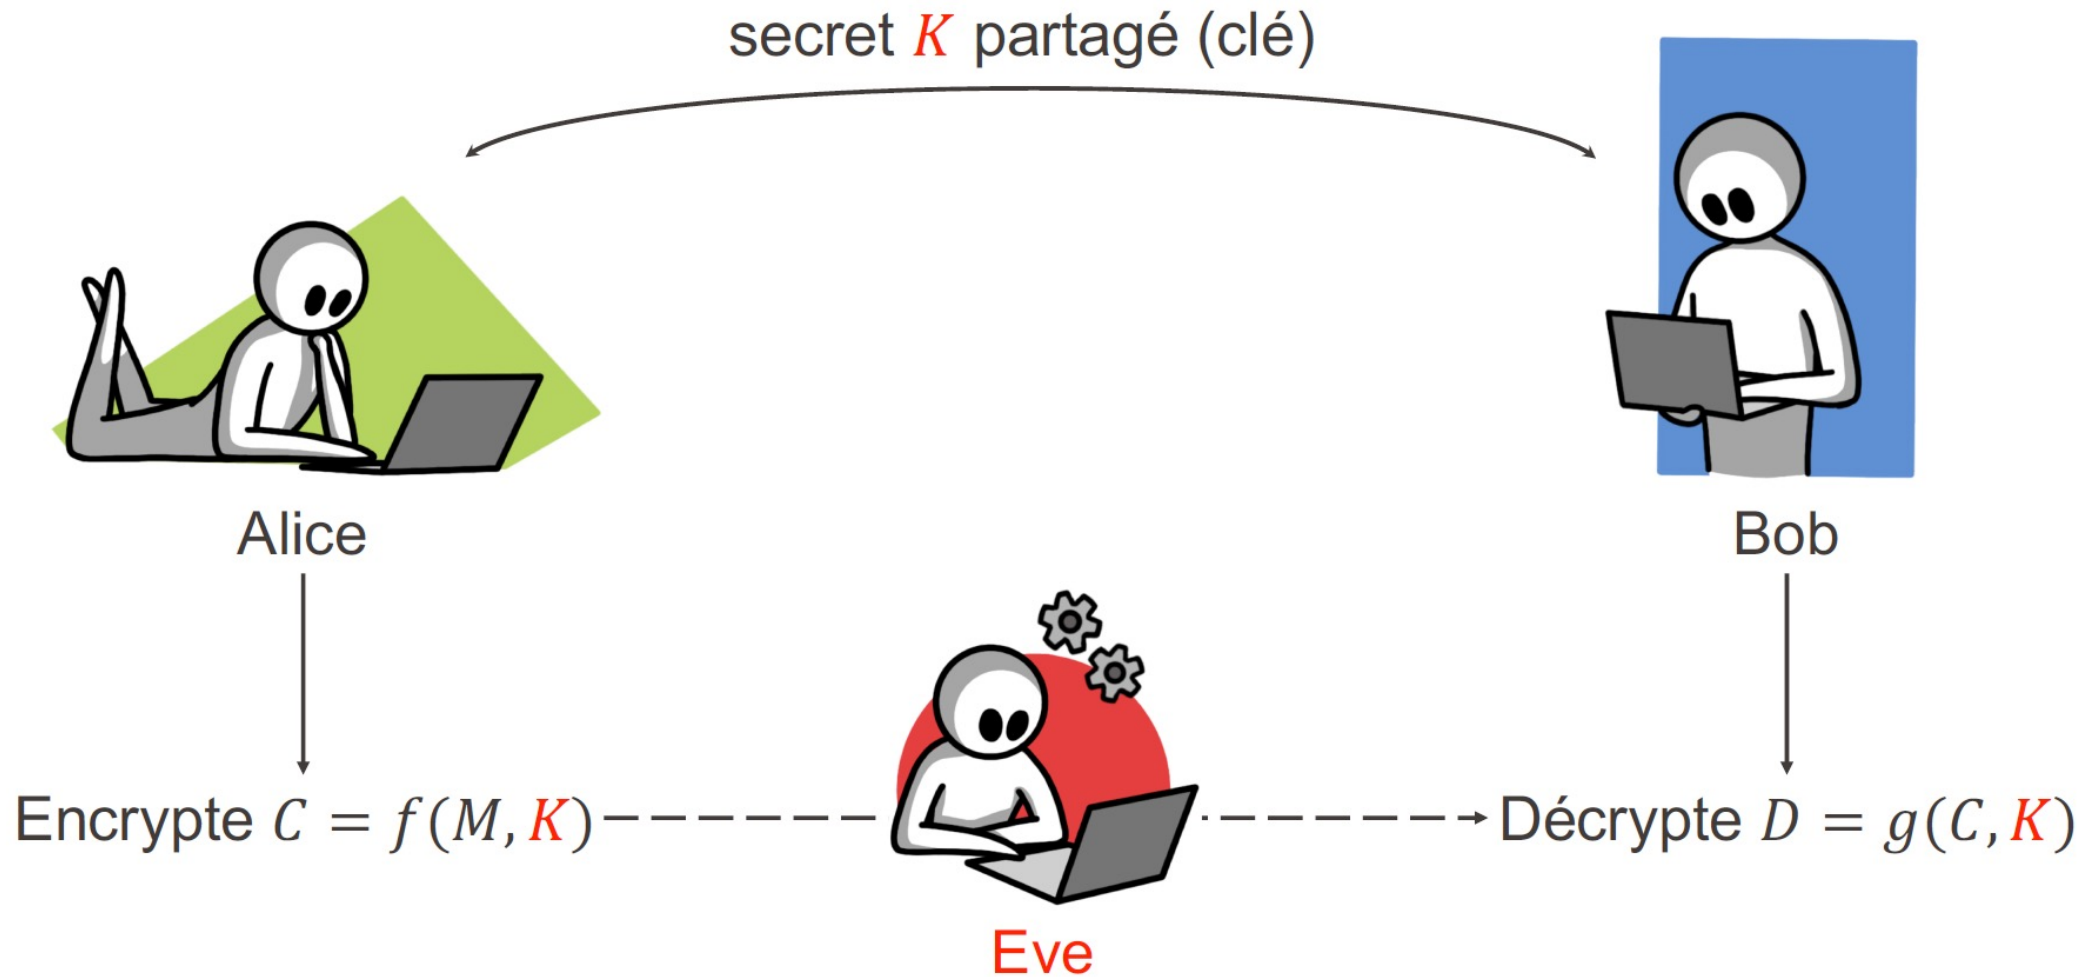 secret K partagé (clé)
Alice
Bob
Encrypte C = f(M, K)
Décrypte D = g(C, K)
Eve